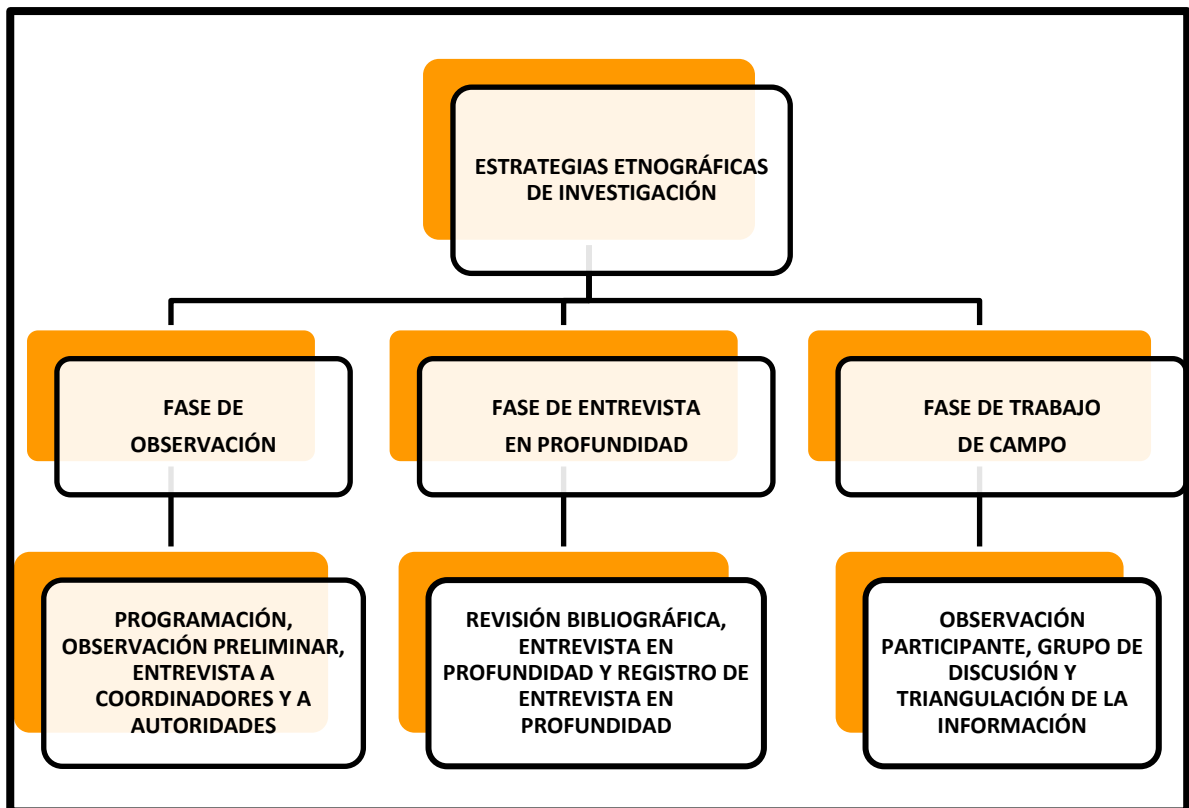 ESTRATEGIAS ETNOGRÁFICAS
DE INVESTIGACIÓN
FASE DE
OBSERVACIÓN
FASE DE ENTREVISTA
EN PROFUNDIDAD
FASE DE TRABAJO
DE CAMPO
PROGRAMACIÓN,
OBSERVACIÓN PRELIMINAR,
ENTREVISTA A
COORDINADORES Y A
AUTORIDADES
REVISIÓN BIBLIOGRÁFICA,
ENTREVISTA EN
PROFUNDIDAD Y REGISTRO DE
ENTREVISTA EN
PROFUNDIDAD
OBSERVACIÓN
PARTICIPANTE, GRUPO DE
DISCUSIÓN Y
TRIANGULACIÓN DE LA
INFORMACIÓN